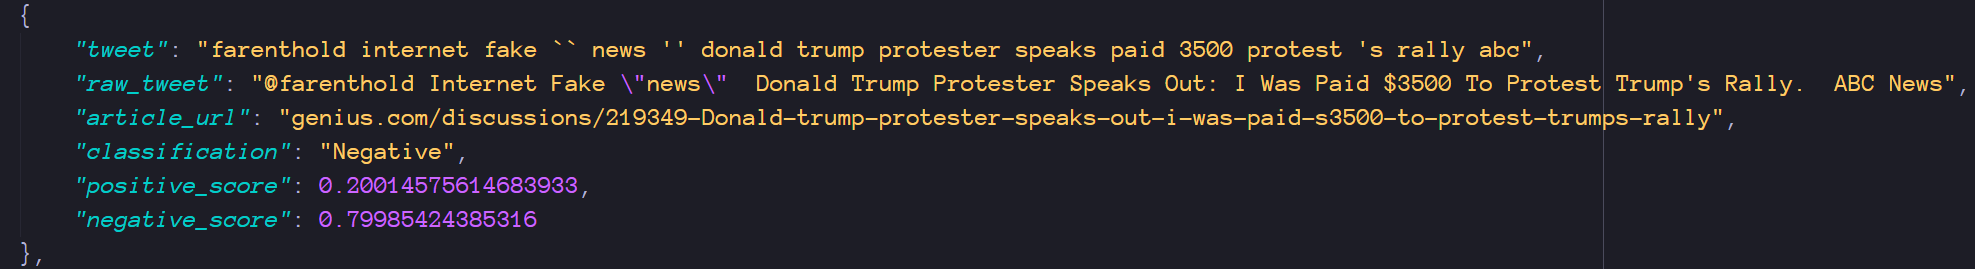 {
"tweet": "farenthold internet fake `` news '' donald trump protester speaks paid 3500 protest 's rally abc",
"raw_tweet": "@farenthold Internet Fake \"news\"  Donald Trump Protester Speaks Out: I Was Paid $3500 To Protest Trump's Rally.  ABC News",
"article_url": "genius.com/discussions/219349-Donald-trump-protester-speaks-out-i-was-paid-s3500-to-protest-trumps-rally",
"classification": "Negative",
"positive_score": 0.20014575614683933,
"negative_score": 0.79985424385316
},